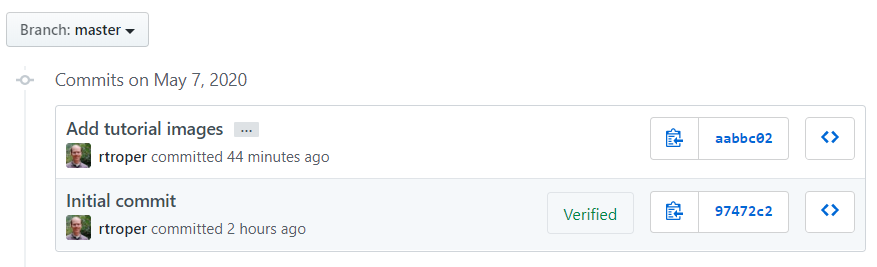 Branch: master
Commits on May 7, 2020
Add tutorial images ...
aabbc02
rtroper committed 44 minutes ago
Initial commit
Verified
97472c2
rtroper committed 2 hours ago